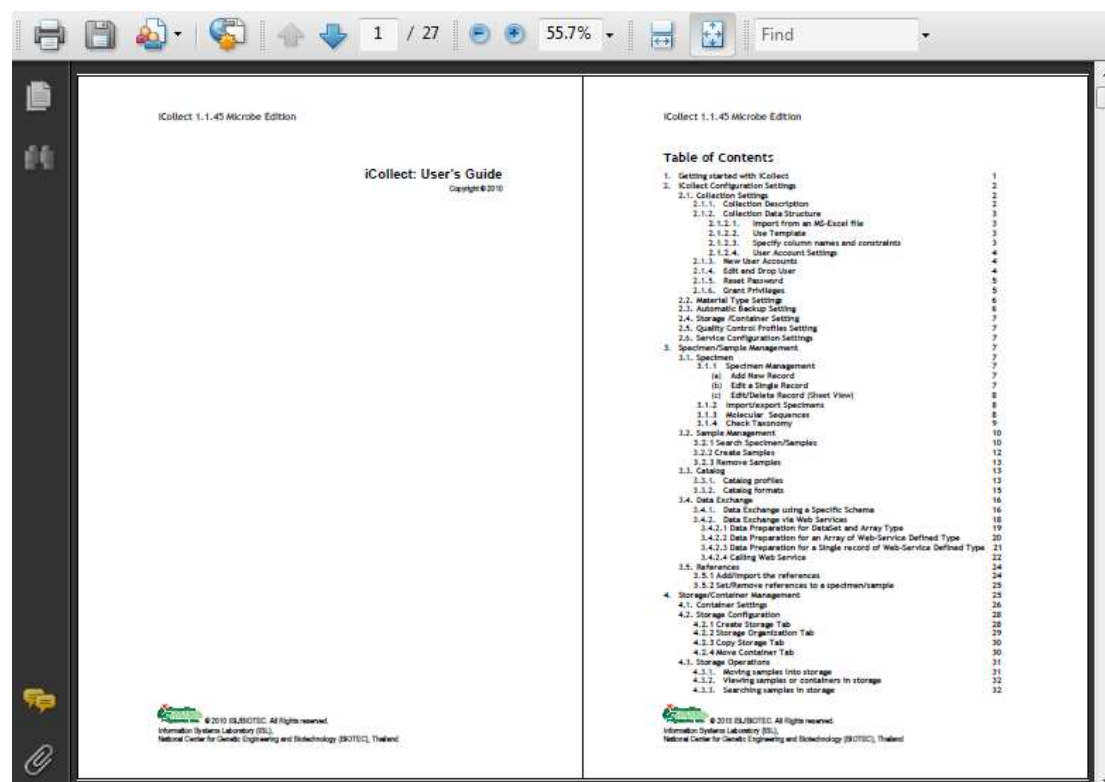 1 / 27 55.7% Find
iCollect 1.1.45 Microbe Edition
iCollect: User's Guide
Copyright © 2010
© 2010 ISL/BIOTEC. All Rights reserved.
Information Systems Laboratory (ISL),
National Center for Genetic Engineering and Biotechnology (BIOTEC), Thailand
iCollect 1.1.45 Microbe Edition
Table of Contents
1. Getting started with iCollect 1
2. iCollect Configuration Settings 2
2.1. Collection Settings 2
2.1.1. Collection Description 2
2.1.2. Collection Data Structure 3
2.1.2.1. Import from an MS-Excel file 3
2.1.2.2. Use Template 3
2.1.2.3. Specify column names and constraints 3
2.1.2.4. User Account Settings 4
2.1.3. New User Accounts 4
2.1.4. Edit and Drop User 4
2.1.5. Reset Password 5
2.1.6. Grant Privileges 5
2.2. Material Type Settings 6
2.3. Automatic Backup Setting 6
2.4. Storage /Container Setting 7
2.5. Quality Control Profiles Setting 7
2.6. Service Configuration Settings 7
3. Specimen/Sample Management 7
3.1. Specimen 7
3.1.1 Specimen Management 7
(a) Add New Record 7
(b) Edit a Single Record 7
(c) Edit/Delete Record (Sheet View) 8
3.1.2 Import/export Specimens 8
3.1.3 Molecular Sequences 8
3.1.4 Check Taxonomy 9
3.2. Sample Management 10
3.2.1 Search Specimen/Samples 10
3.2.2 Create Samples 12
3.2.3 Remove Samples 13
3.3. Catalog 13
3.3.1. Catalog profiles 13
3.3.2. Catalog formats 15
3.4. Data Exchange 16
3.4.1. Data Exchange using a Specific Schema 16
3.4.2. Data Exchange via Web Services 18
3.4.2.1 Data Preparation for DataSet and Array Type 19
3.4.2.2 Data Preparation for an Array of Web-Service Defined Type 20
3.4.2.3 Data Preparation for a Single record of Web-Service Defined Type 21
3.4.2.4 Calling Web Service 22
3.5. References 24
3.5.1 Add/Import the references 24
3.5.2 Set/Remove references to a specimen/sample 25
4. Storage/Container Management 25
4.1. Container Settings 26
4.2. Storage Configuration 28
4.2.1 Create Storage Tab 28
4.2.2 Storage Organization Tab 29
4.2.3 Copy Storage Tab 30
4.2.4 Move Container Tab 30
4.3. Storage Operations 31
4.3.1. Moving samples into storage 31
4.3.2. Viewing samples or containers in storage 32
4.3.3. Searching samples in storage 32
© 2010 ISL/BIOTEC. All Rights reserved.
Information Systems Laboratory (ISL),
National Center for Genetic Engineering and Biotechnology (BIOTEC), Thailand